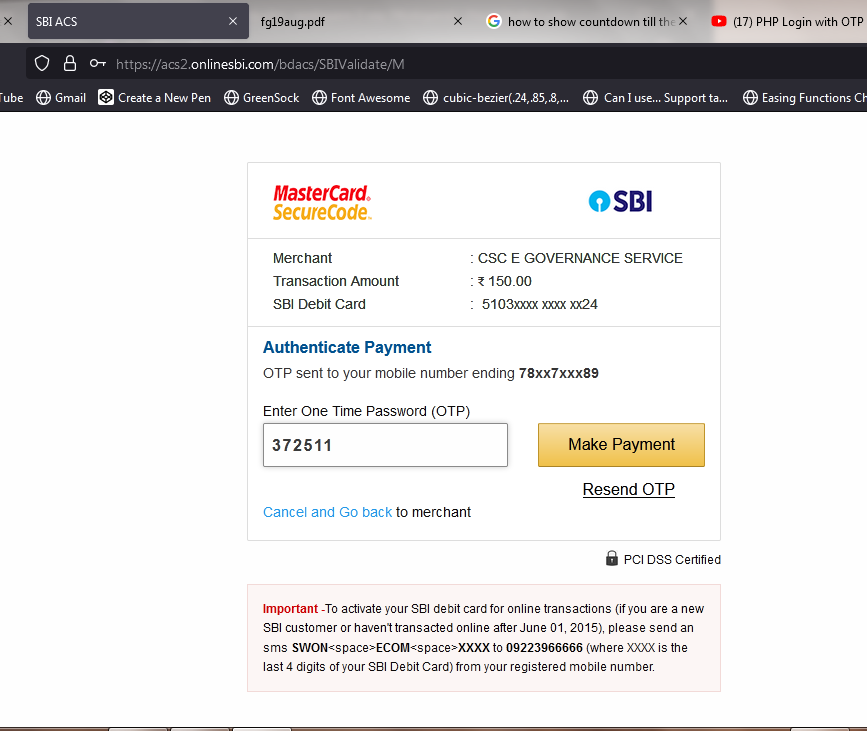 SBI ACS
fg19aug.pdf
how to show countdown till the
(17) PHP Login with OTP
https://acs2.onlinesbi.com/bdacs/SBIValidate/M
Tube Gmail Create a New Pen GreenSock Font Awesome cubic-bezier(.24,.85,.8,... Can I use... Support ta... Easing Functions Ch
MasterCard.
SecureCode.
SBI
Merchant : CSC E GOVERNANCE SERVICE
Transaction Amount : ₹ 150.00
SBI Debit Card : 5103xxxx xxxx xx24
Authenticate Payment
OTP sent to your mobile number ending 78xx7xxx89
Enter One Time Password (OTP)
372511
Make Payment
Resend OTP
Cancel and Go back to merchant
PCI DSS Certified
Important -To activate your SBI debit card for online transactions (if you are a new
SBI customer or haven't transacted online after June 01, 2015), please send an
sms SWON<space>ECOM<space>XXXX to 09223966666 (where XXXX is the
last 4 digits of your SBI Debit Card) from your registered mobile number.